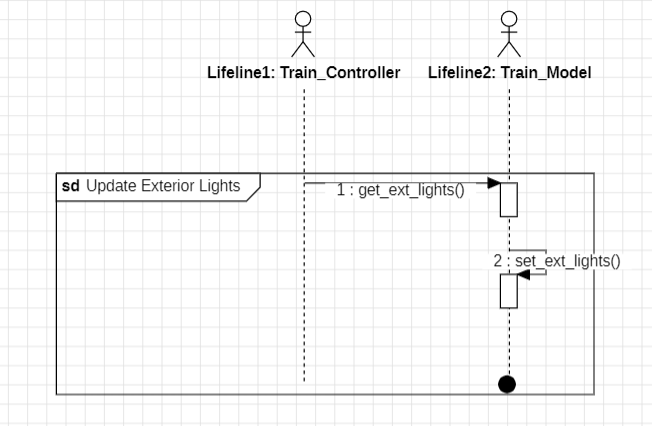 Lifeline1: Train_Controller Lifeline2: Train_Model
sd Update Exterior Lights
1 : get_ext_lights()
2 : set_ext_lights()